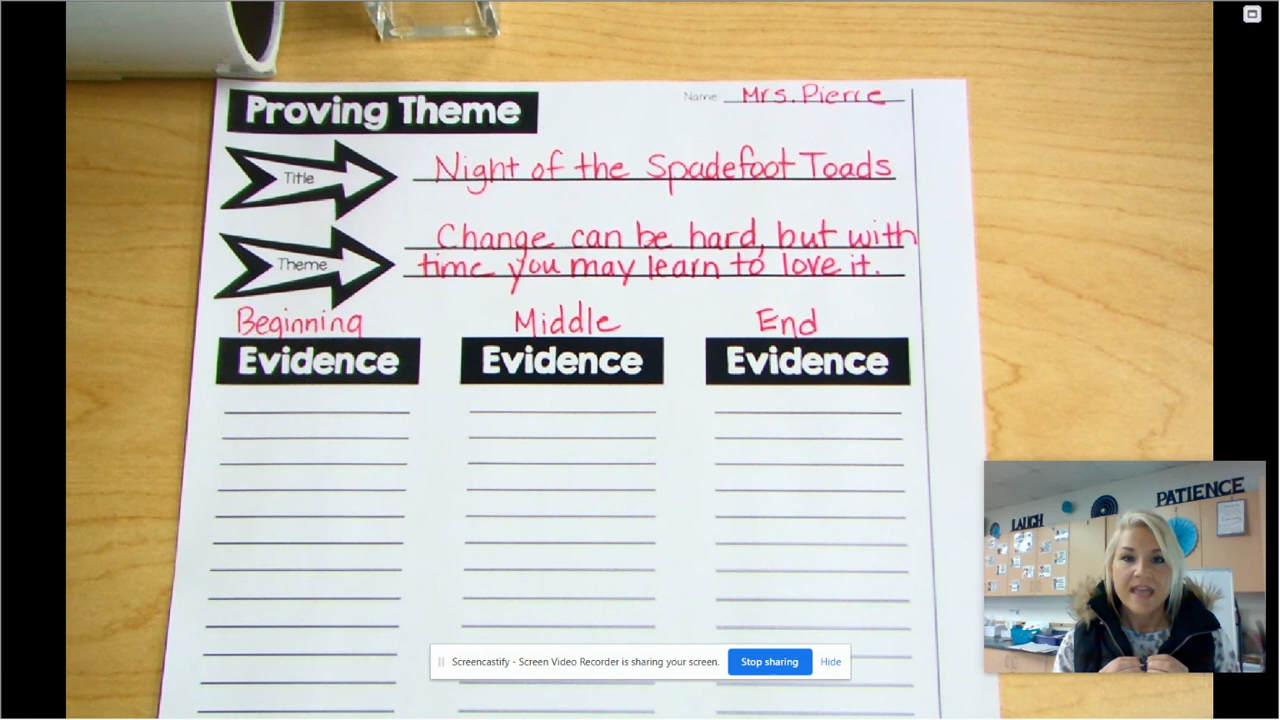 Proving Theme
Name Mrs. Pierce
Title
Night of the Spadefoot Toads
Theme
Change can be hard, but with
time you may learn to love it.
Beginning
Middle
End
Evidence
Evidence
Evidence
LAUGH
PATIENCE
Screencastify - Screen Video Recorder is sharing your screen.
Stop sharing
Hide